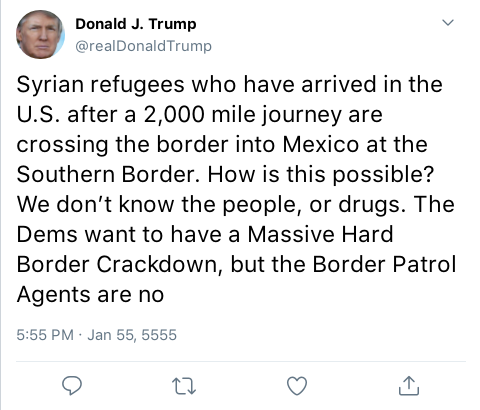 Donald J. Trump
@realDonaldTrump
Syrian refugees who have arrived in the
U.S. after a 2,000 mile journey are
crossing the border into Mexico at the
Southern Border. How is this possible?
We don’t know the people, or drugs. The
Dems want to have a Massive Hard
Border Crackdown, but the Border Patrol
Agents are no
5:55 PM · Jan 55, 5555